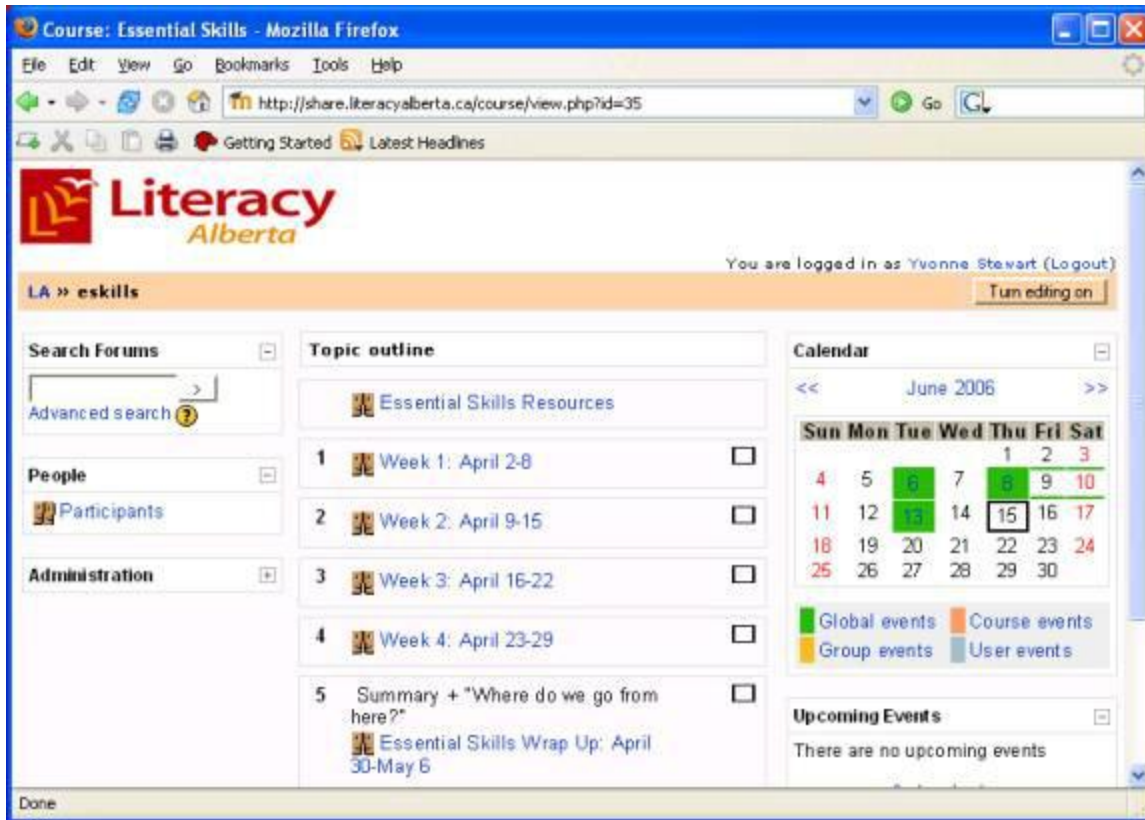 Course: Essential Skills - Mozilla Firefox
File Edit View Go Bookmarks Tools Help
http://share.literacyalberta.ca/course/view.php?id=35 Go
Getting Started Latest Headlines
Literacy
Alberta
You are logged in as Yvonne Stewart (Logout)
LA » eskills Turn editing on
Search Forums
>
Advanced search ?
People
Participants
Administration
Topic outline
Essential Skills Resources
1 Week 1: April 2-8
2 Week 2: April 9-15
3 Week 3: April 16-22
4 Week 4: April 23-29
5 Summary + "Where do we go from
here?"
Essential Skills Wrap Up: April
30-May 6
Calendar
<< June 2006 >>
Sun Mon Tue Wed Thu Fri Sat
1 2 3
4 5 6 7 8 9 10
11 12 13 14 15 16 17
18 19 20 21 22 23 24
25 26 27 28 29 30
Global events Course events
Group events User events
Upcoming Events
There are no upcoming events
Done